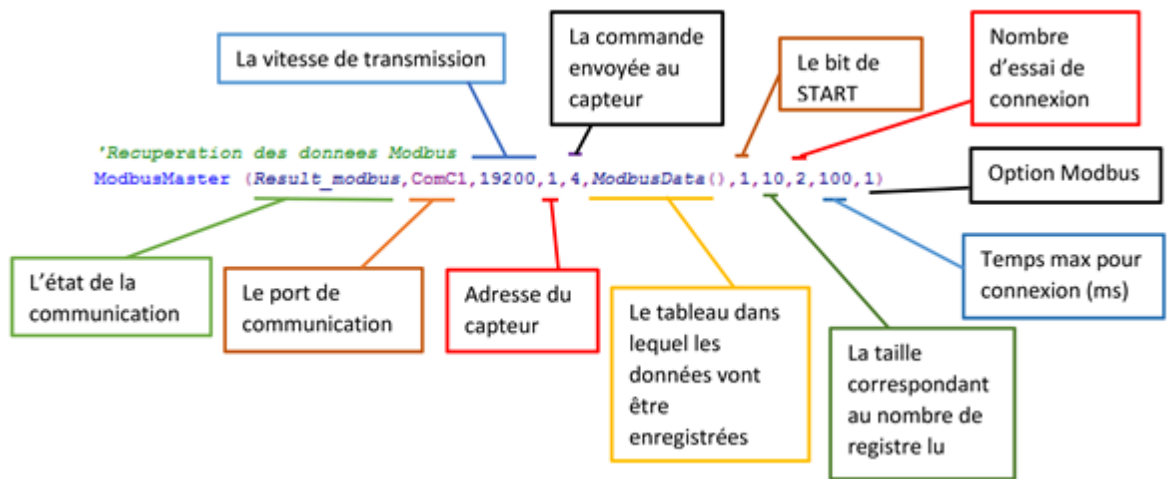 La vitesse de transmission
La commande
envoyée au
capteur
Le bit de
START
Nombre
d'essai de
connexion
'Recuperation des donnees Modbus
ModbusMaster (Result_modbus,ComC1,19200,1,4,ModbusData(),1,10,2,100,1)
Option Modbus
L'état de la
communication
Le port de
communication
Adresse du
capteur
Le tableau dans
lequel les
données vont
être
enregistrées
La taille
correspondant
au nombre de
registre lu
Temps max pour
connexion (ms)